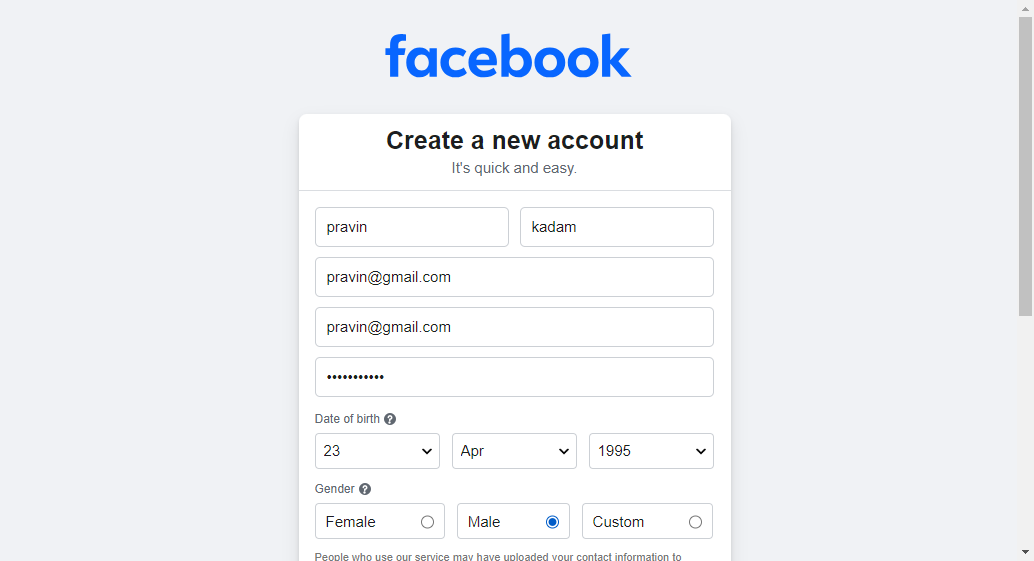 facebook
Create a new account
It's quick and easy.
pravin kadam
pravin@gmail.com
pravin@gmail.com
•••••••••••
Date of birth ?
23 Apr 1995
Gender ?
Female Male Custom
People who use our service may have uploaded your contact information to